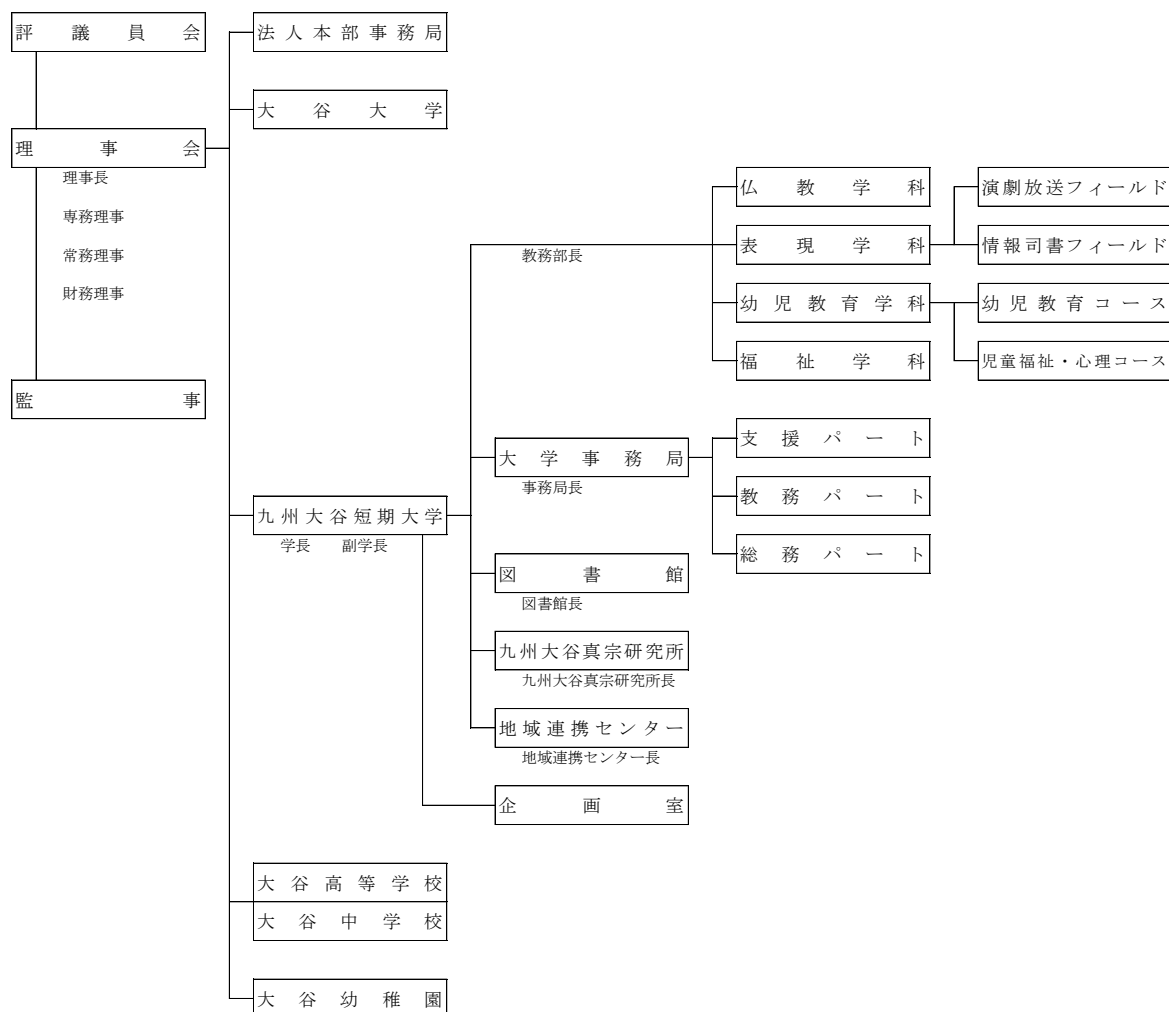 評議員会
法人本部事務局
大谷大学
理事会
理事長
専務理事
常務理事
財務理事
監事
教務部長
仏教学科
演劇放送フィールド
表現学科
情報司書フィールド
幼児教育学科
幼児教育コース
福祉学科
児童福祉・心理コース
大学事務局
事務局長
支援パート
教務パート
総務パート
九州大谷短期大学
学長 副学長
図書館
図書館長
九州大谷真宗研究所
九州大谷真宗研究所長
地域連携センター
地域連携センター長
企画室
大谷高等学校
大谷中学校
大谷幼稚園